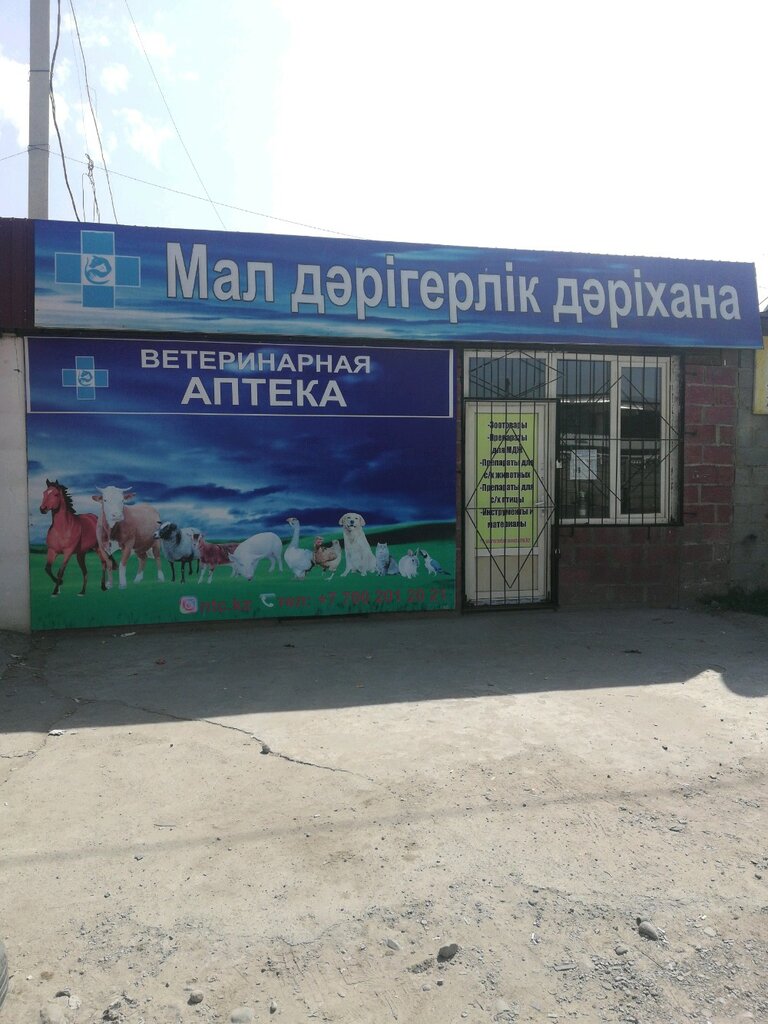 Мал дәрігерлік дәріхана
ВЕТЕРИНАРНАЯ
АПТЕКА
-Зоотовары
-Препараты
для МДЖ
-Препараты для
с/х животных
-Препараты для
с/х птицы
-Инструменты и
материалы